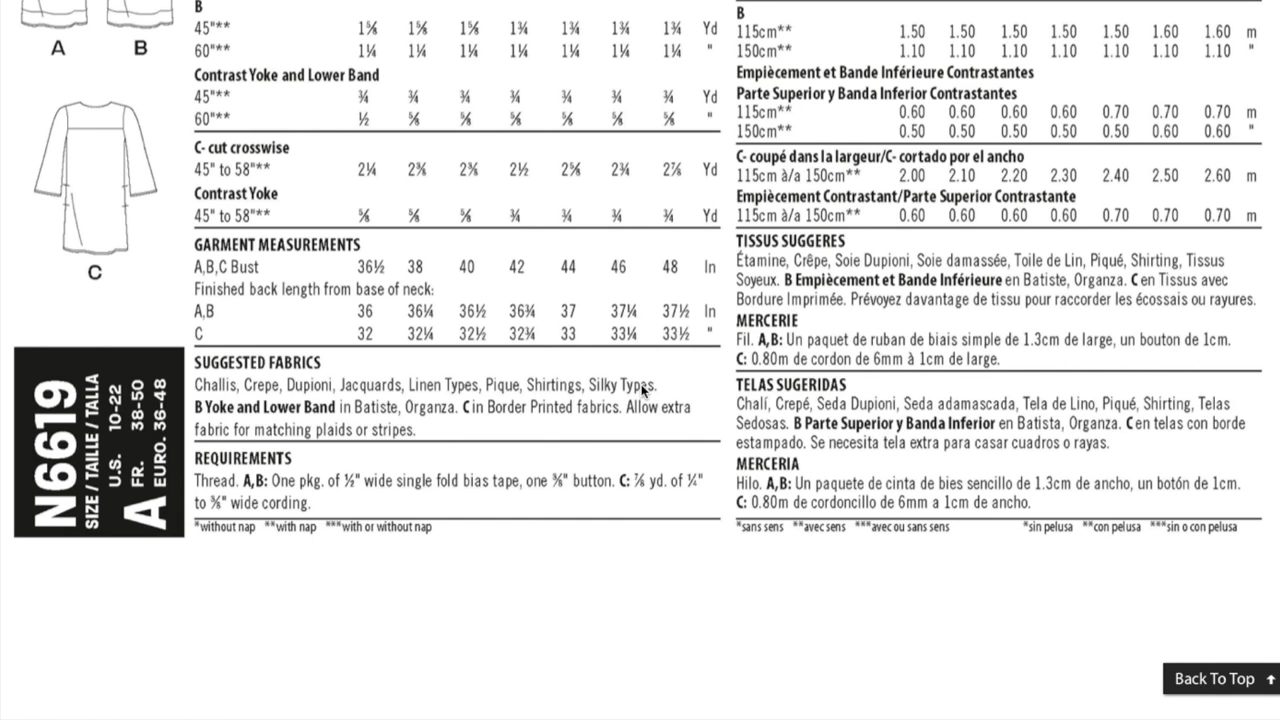 A B
C
N6619
SIZE / TAILLE / TALLA
A
U.S. 10-22
FR. 38-50
EURO. 36-48
B
45"** 1⅝ 1⅝ 1⅝ 1¾ 1¾ 1¾ 1¾ Yd
60"** 1¼ 1¼ 1¼ 1¼ 1¼ 1¼ 1¼ "
Contrast Yoke and Lower Band
45"** ¾ ¾ ¾ ¾ ¾ ¾ ¾ Yd
60"** ½ ⅝ ⅝ ⅝ ⅝ ⅝ ⅝ "
C- cut crosswise
45" to 58"** 2¼ 2⅜ 2⅜ 2½ 2⅝ 2¾ 2⅞ Yd
Contrast Yoke
45" to 58"** ⅝ ⅝ ⅝ ¾ ¾ ¾ ¾ Yd
GARMENT MEASUREMENTS
A,B,C Bust 36½ 38 40 42 44 46 48 In
Finished back length from base of neck:
A,B 36 36¼ 36½ 36¾ 37 37¼ 37½ In
C 32 32¼ 32½ 32¾ 33 33¼ 33½ "
SUGGESTED FABRICS
Challis, Crepe, Dupioni, Jacquards, Linen Types, Pique, Shirtings, Silky Types.
B Yoke and Lower Band in Batiste, Organza. C in Border Printed fabrics. Allow extra
fabric for matching plaids or stripes.
REQUIREMENTS
Thread. A,B: One pkg. of ½" wide single fold bias tape, one ⅜" button. C: ⅞ yd. of ¼"
to ⅜" wide cording.
*without nap **with nap ***with or without nap
B
115cm** 1.50 1.50 1.50 1.50 1.50 1.60 1.60 m
150cm** 1.10 1.10 1.10 1.10 1.10 1.10 1.10 "
Empiècement et Bande Inférieure Contrastantes
Parte Superior y Banda Inferior Contrastantes
115cm** 0.60 0.60 0.60 0.60 0.70 0.70 0.70 m
150cm** 0.50 0.50 0.50 0.50 0.50 0.60 0.60 "
C- coupé dans la largeur/C- cortado por el ancho
115cm à/a 150cm** 2.00 2.10 2.20 2.30 2.40 2.50 2.60 m
Empiècement Contrastant/Parte Superior Contrastante
115cm à/a 150cm** 0.60 0.60 0.60 0.60 0.70 0.70 0.70 m
TISSUS SUGGERES
Étamine, Crêpe, Soie Dupioni, Soie damassée, Toile de Lin, Piqué, Shirting, Tissus
Soyeux. B Empiècement et Bande Inférieure en Batiste, Organza. C en Tissus avec
Bordure Imprimée. Prévoyez davantage de tissu pour raccorder les écossais ou rayures.
MERCERIE
Fil. A,B: Un paquet de ruban de biais simple de 1.3cm de large, un bouton de 1cm.
C: 0.80m de cordon de 6mm à 1cm de large.
TELAS SUGERIDAS
Chalí, Crepé, Seda Dupioni, Seda adamascada, Tela de Lino, Piqué, Shirting, Telas
Sedosas. B Parte Superior y Banda Inferior en Batista, Organza. C en telas con borde
estampado. Se necesita tela extra para casar cuadros o rayas.
MERCERIA
Hilo. A,B: Un paquete de cinta de bies sencillo de 1.3cm de ancho, un botón de 1cm.
C: 0.80m de cordoncillo de 6mm a 1cm de ancho.
*sans sens **avec sens ***avec ou sans sens *sin pelusa **con pelusa ***sin o con pelusa
Back To Top